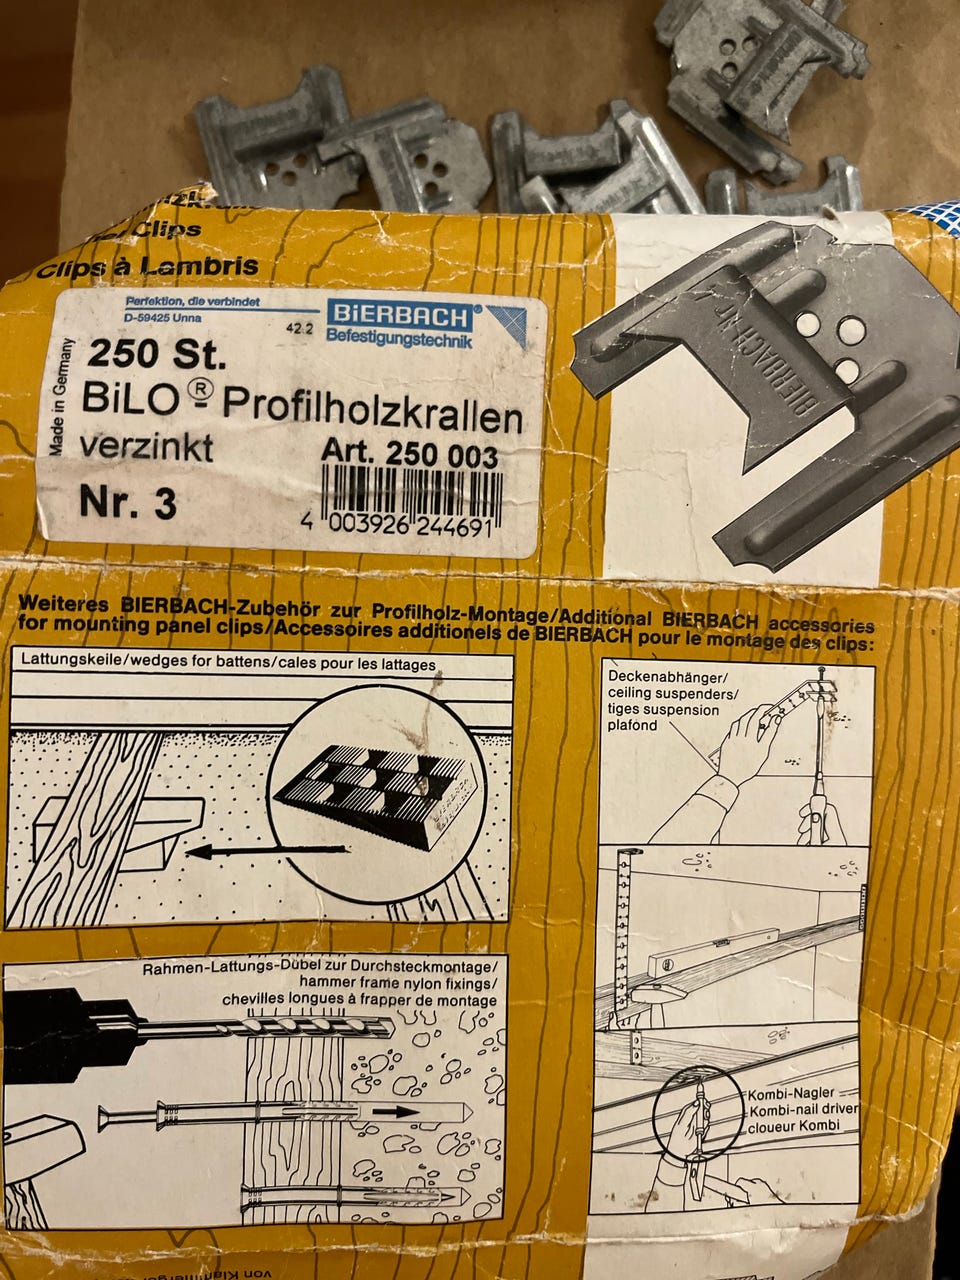 Clips
Clips à Lambris
Perfektion, die verbindet
D-59425 Unna
42.2
BiERBACH®
Befestigungstechnik
Made in Germany
250 St.
BiLO® - Profilholzkrallen
verzinkt
Art. 250 003
Nr. 3
4 003926 244691
BIERBACH
Weiteres BIERBACH-Zubehör zur Profilholz-Montage/Additional BIERBACH accessories
for mounting panel clips/Accessoires additionels de BIERBACH pour le montage des clips:
Lattungskeile/wedges for battens/cales pour les lattages
Deckenabhänger/
ceiling suspenders/
tiges suspension
plafond
Rahmen-Lattungs-Dübel zur Durchsteckmontage/
hammer frame nylon fixings/
chevilles longues à frapper de montage
Kombi-Nagler
Kombi-nail driver
cloueur Kombi
von